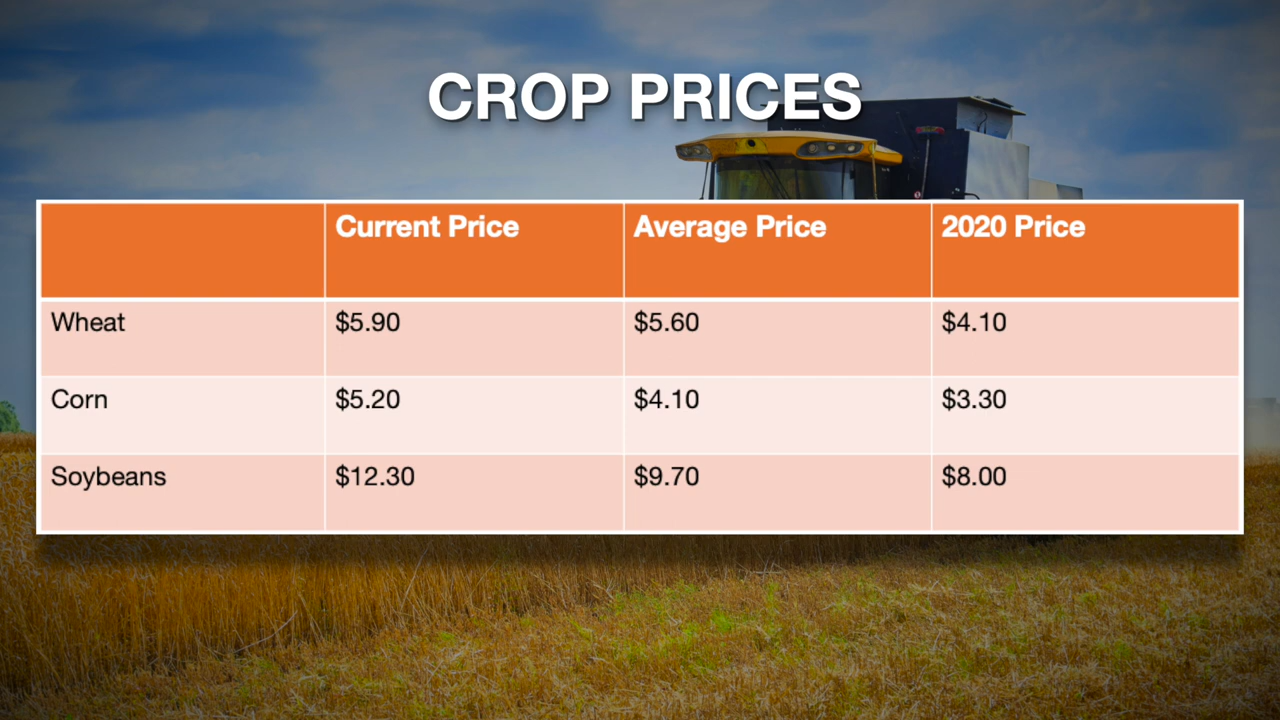 CROP PRICES
Current Price Average Price 2020 Price
Wheat $5.90 $5.60 $4.10
Corn $5.20 $4.10 $3.30
Soybeans $12.30 $9.70 $8.00